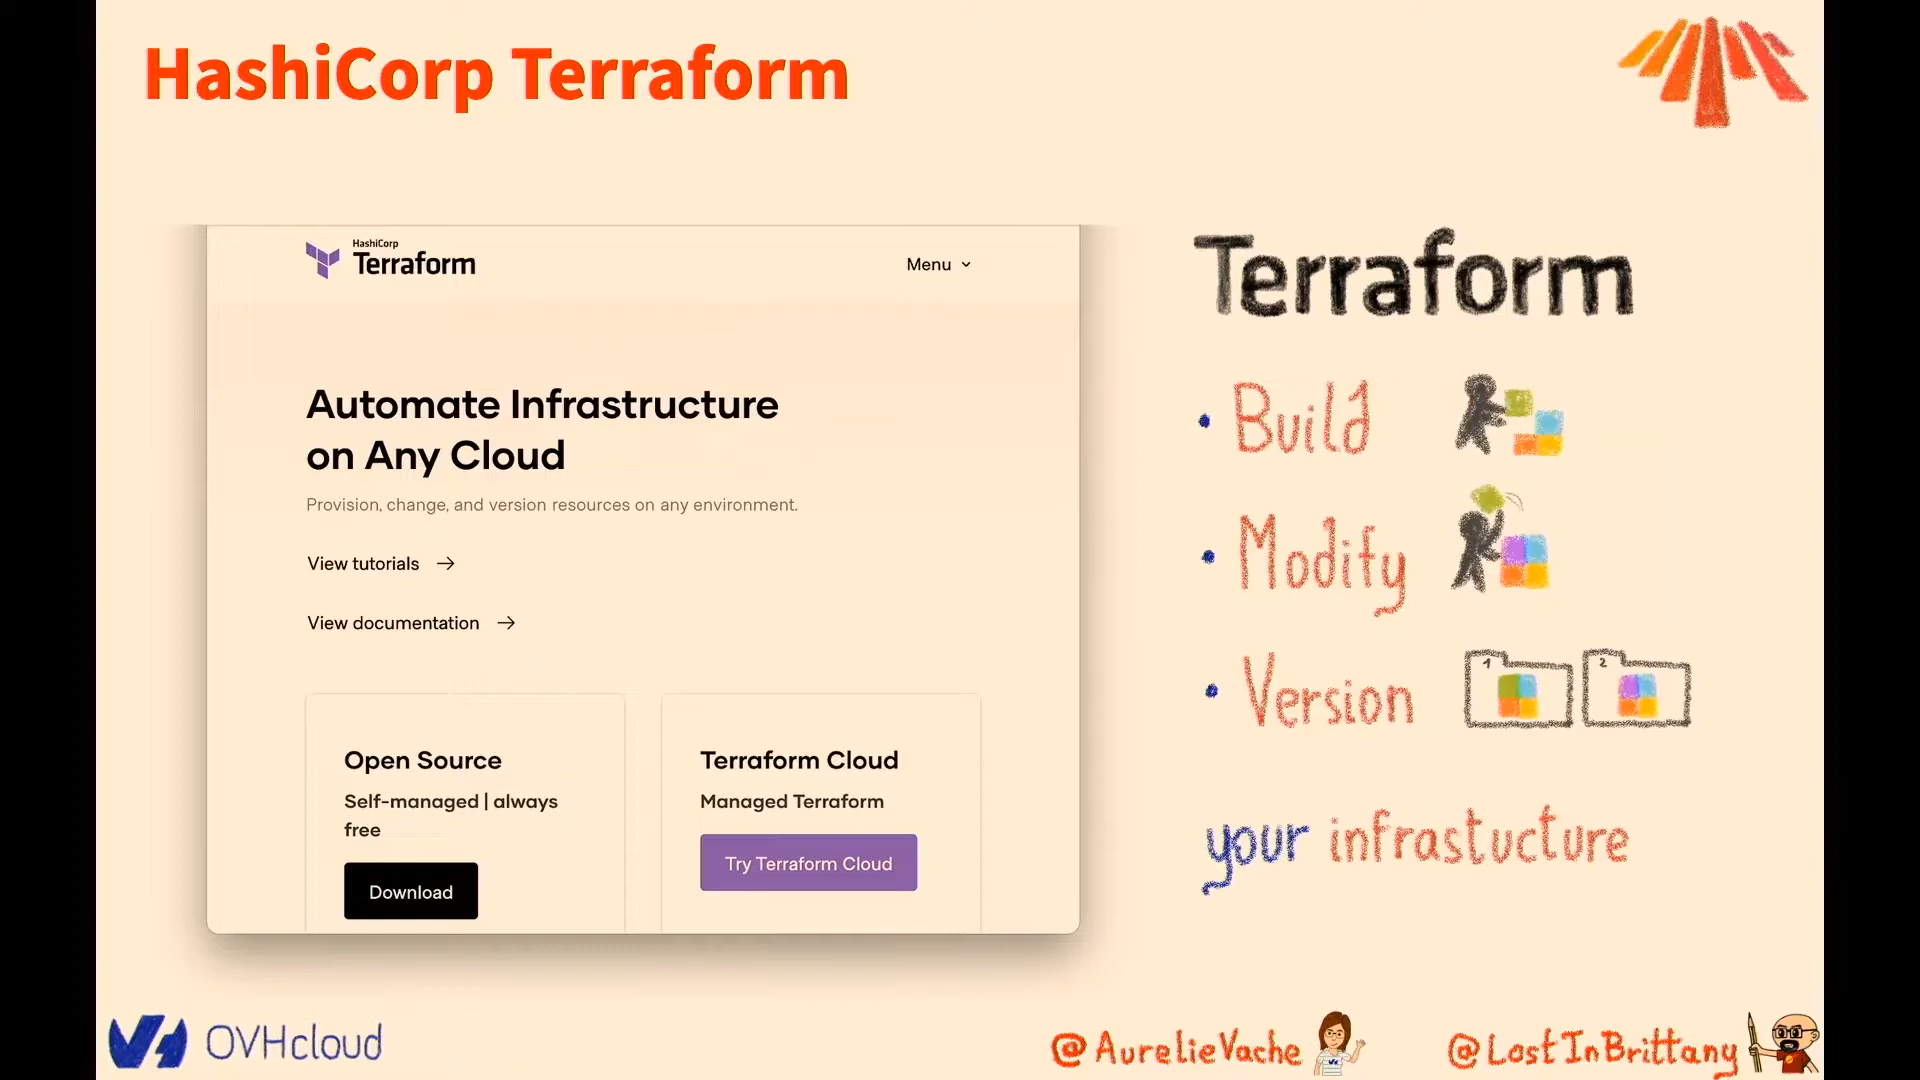 HashiCorp Terraform
HashiCorp
Terraform
Menu
Automate Infrastructure
on Any Cloud
Provision, change, and version resources on any environment.
View tutorials →
View documentation →
Open Source
Self-managed | always
free
Download
Terraform Cloud
Managed Terraform
Try Terraform Cloud
Terraform
• Build
• Modify
• Version
1
2
your infrastucture
OVHcloud
@AurelieVache
@LostInBrittany